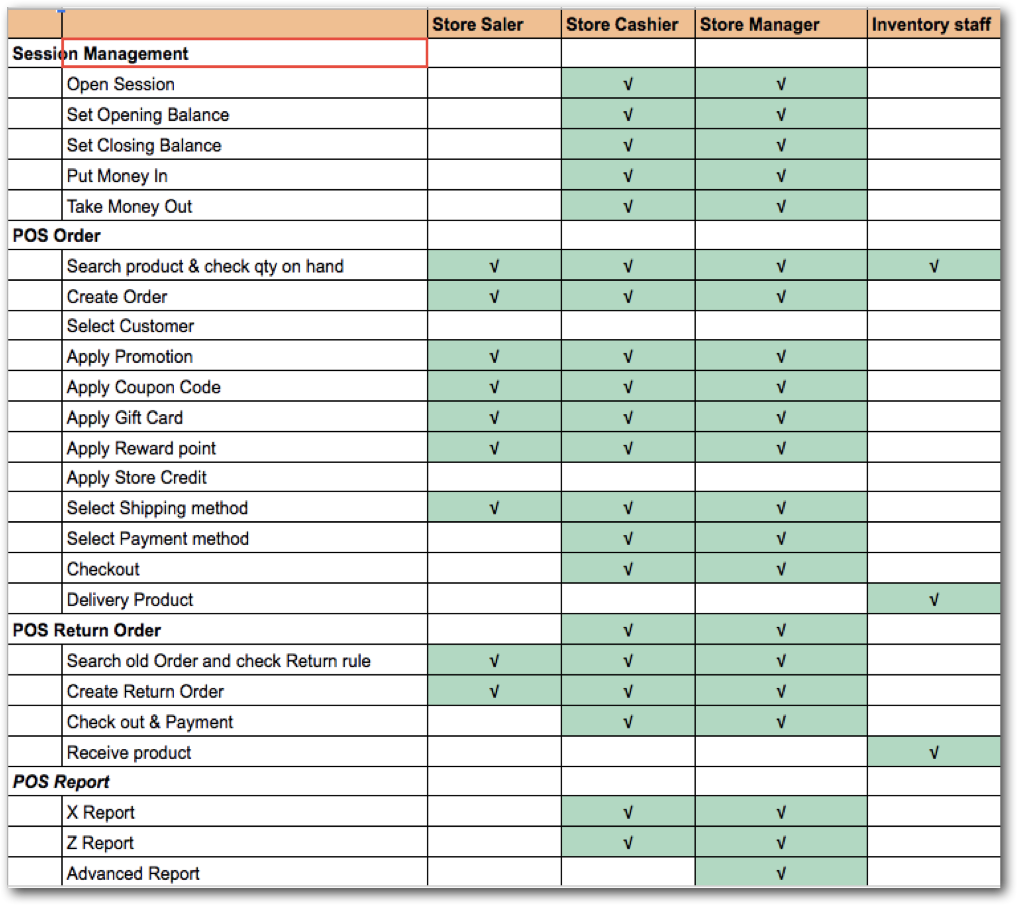 Store Saler Store Cashier Store Manager Inventory staff
Session Management
Open Session √ √
Set Opening Balance √ √
Set Closing Balance √ √
Put Money In √ √
Take Money Out √ √
POS Order
Search product & check qty on hand √ √ √ √
Create Order √ √ √
Select Customer
Apply Promotion √ √ √
Apply Coupon Code √ √ √
Apply Gift Card √ √ √
Apply Reward point √ √ √
Apply Store Credit
Select Shipping method √ √ √
Select Payment method √ √
Checkout √ √
Delivery Product √
POS Return Order √ √
Search old Order and check Return rule √ √ √
Create Return Order √ √ √
Check out & Payment √ √
Receive product √
POS Report
X Report √ √
Z Report √ √
Advanced Report √